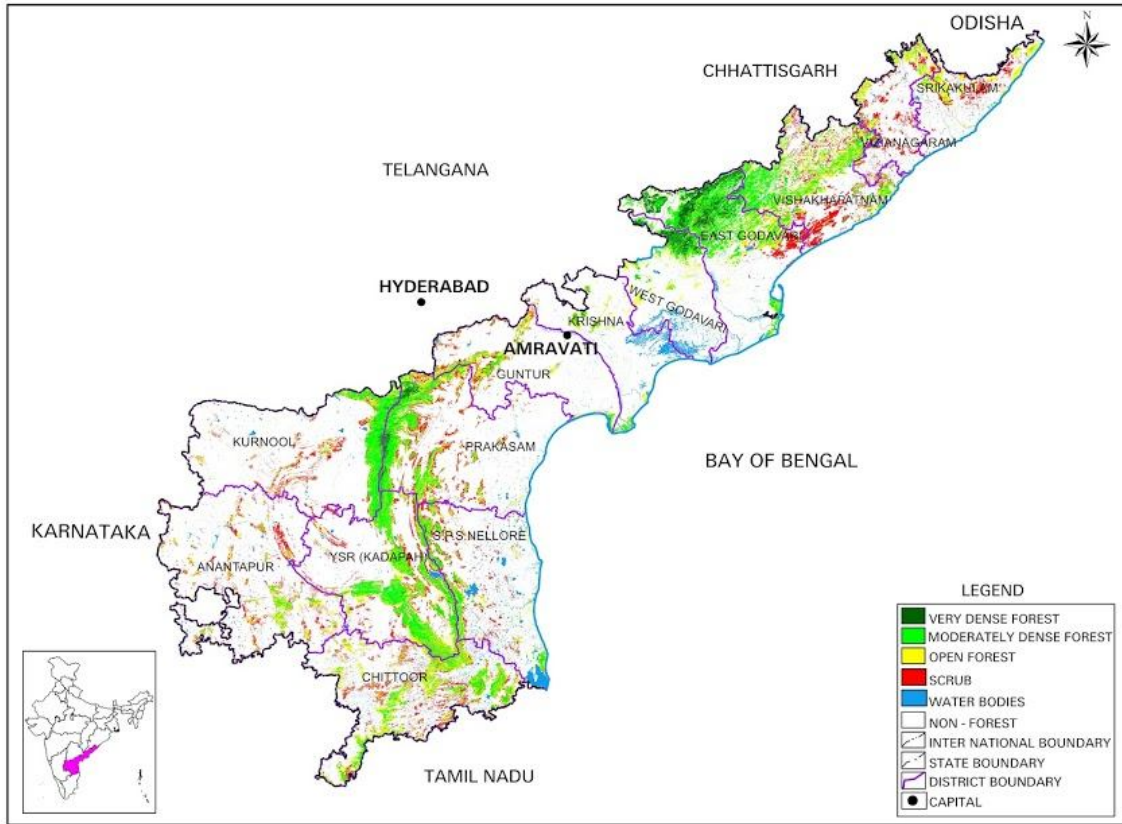 ODISHA
N
CHHATTISGARH
SRIKAKULAM
VIZIANAGARAM
TELANGANA
VISHAKHAPATNAM
EAST GODAVARI
HYDERABAD
WEST GODAVARI
KRISHNA
AMRAVATI
GUNTUR
KURNOOL
PRAKASAM
BAY OF BENGAL
KARNATAKA
S.P.S.NELLORE
YSR (KADAPAH)
ANANTAPUR
CHITTOOR
TAMIL NADU
LEGEND
VERY DENSE FOREST
MODERATELY DENSE FOREST
OPEN FOREST
SCRUB
WATER BODIES
NON - FOREST
INTER NATIONAL BOUNDARY
STATE BOUNDARY
DISTRICT BOUNDARY
CAPITAL